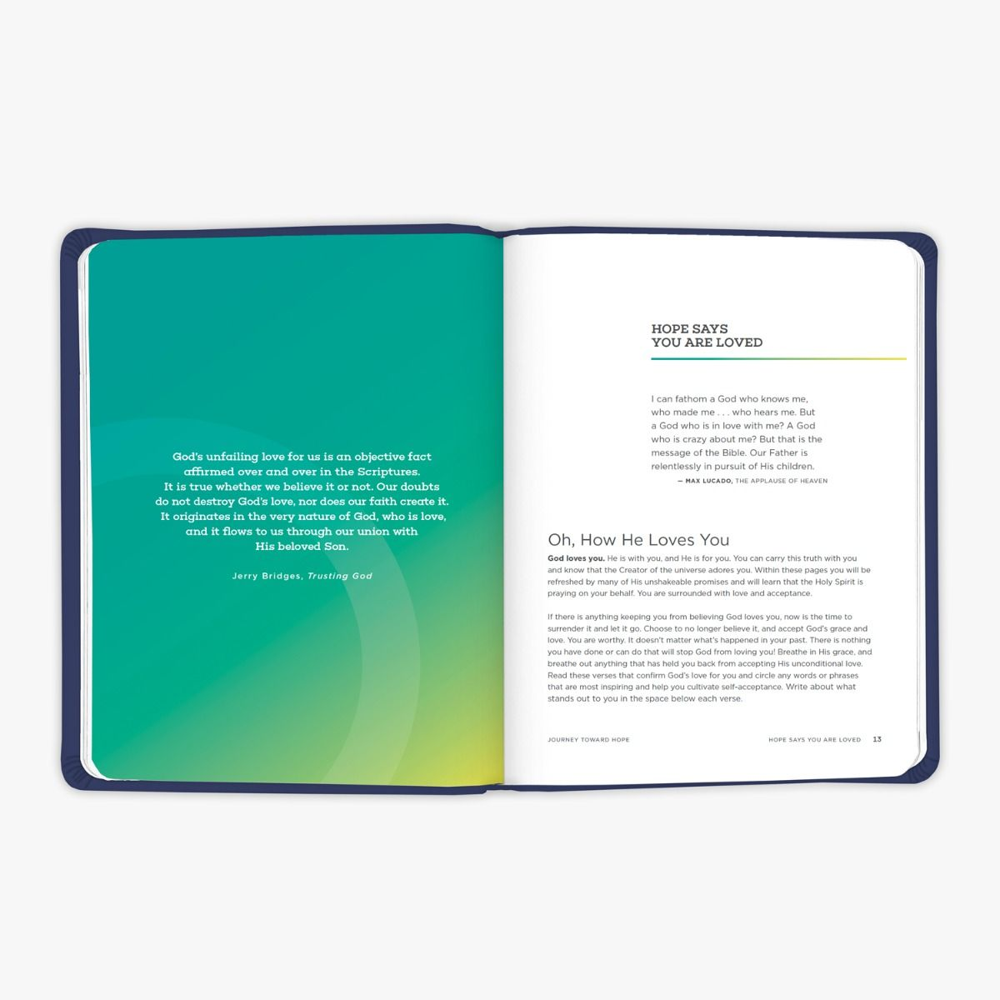 God's unfailing love for us is an objective fact
affirmed over and over in the Scriptures.
It is true whether we believe it or not. Our doubts
do not destroy God's love, nor does our faith create it.
It originates in the very nature of God, who is love,
and it flows to us through our union with
His beloved Son.
Jerry Bridges, Trusting God
HOPE SAYS
YOU ARE LOVED
I can fathom a God who knows me,
who made me . . . who hears me. But
a God who is in love with me? A God
who is crazy about me? But that is the
message of the Bible. Our Father is
relentlessly in pursuit of His children.
— MAX LUCADO, THE APPLAUSE OF HEAVEN
Oh, How He Loves You
God loves you. He is with you, and He is for you. You can carry this truth with you
and know that the Creator of the universe adores you. Within these pages you will be
refreshed by many of His unshakeable promises and will learn that the Holy Spirit is
praying on your behalf. You are surrounded with love and acceptance.
If there is anything keeping you from believing God loves you, now is the time to
surrender it and let it go. Choose to no longer believe it, and accept God's grace and
love. You are worthy. It doesn't matter what's happened in your past. There is nothing
you have done or can do that will stop God from loving you! Breathe in His grace, and
breathe out anything that has held you back from accepting His unconditional love.
Read these verses that confirm God's love for you and circle any words or phrases
that are most inspiring and help you cultivate self-acceptance. Write about what
stands out to you in the space below each verse.
JOURNEY TOWARD HOPE
HOPE SAYS YOU ARE LOVED 13